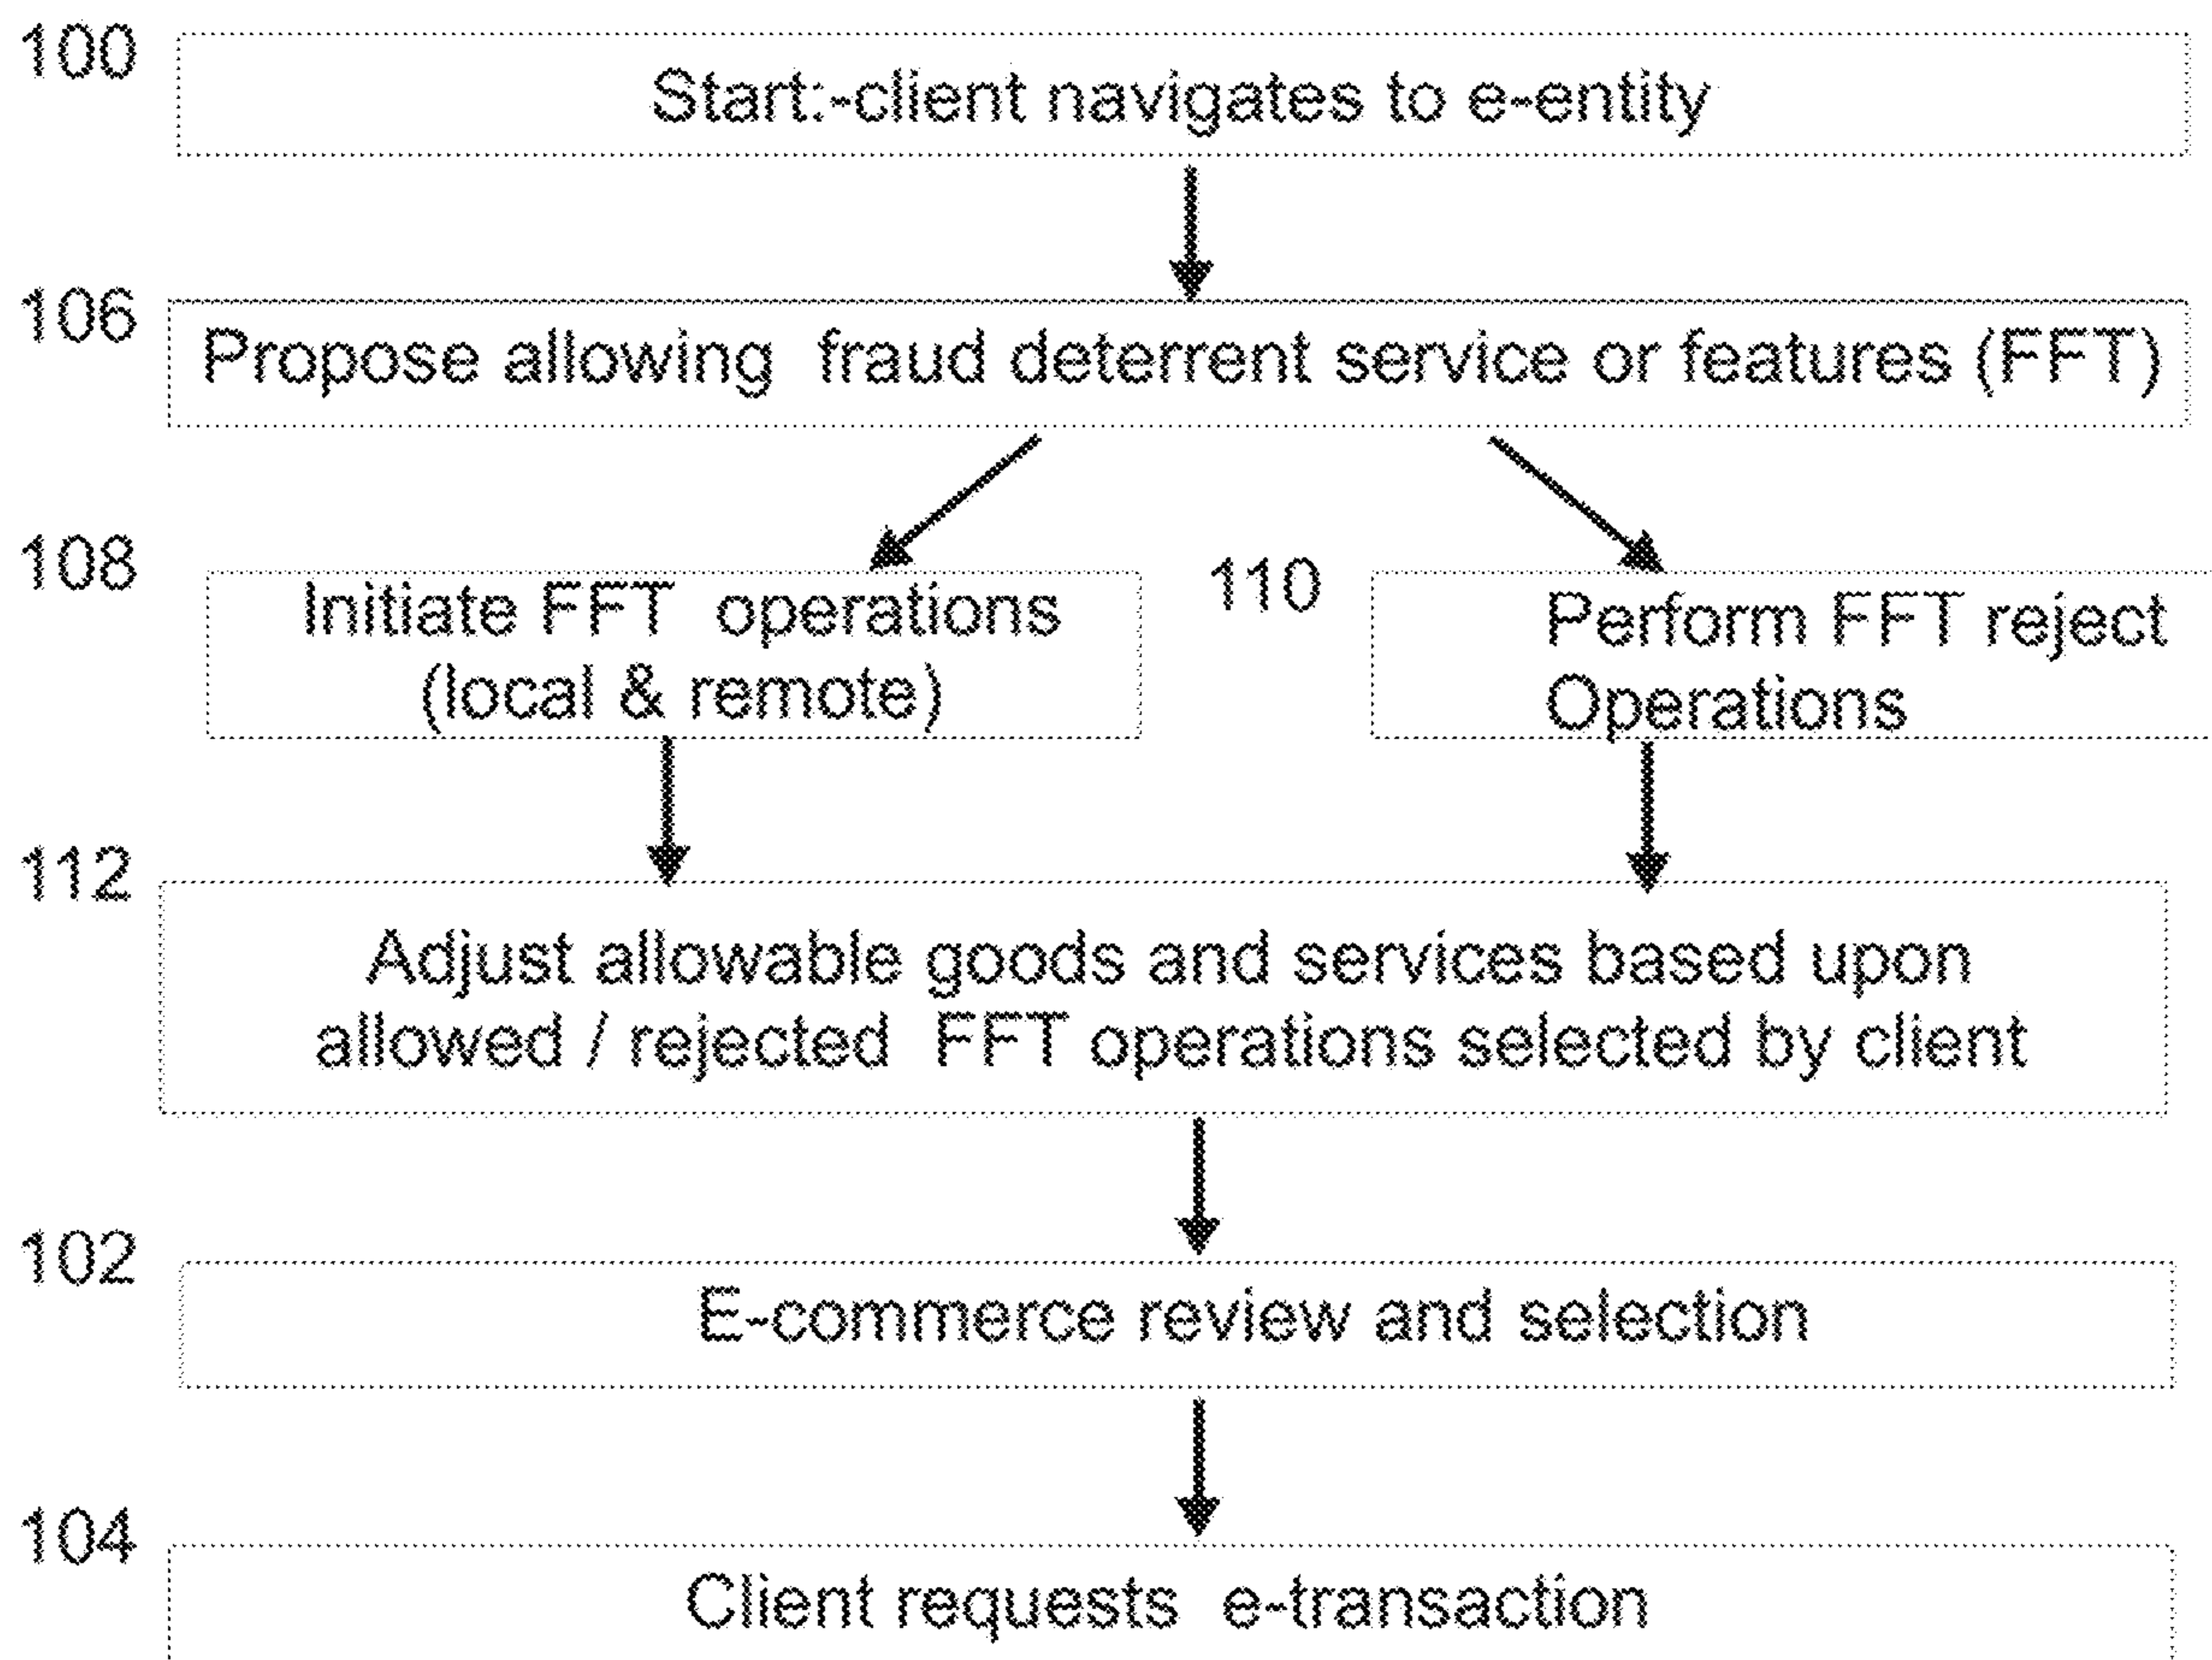 100
Start:-client navigates to e-entity
106
Propose allowing fraud deterrent service or features (FFT)
108
Initiate FFT operations
(local & remote)
110
Perform FFT reject
Operations
112
Adjust allowable goods and services based upon
allowed / rejected FFT operations selected by client
102
E-commerce review and selection
104
Client requests e-transaction